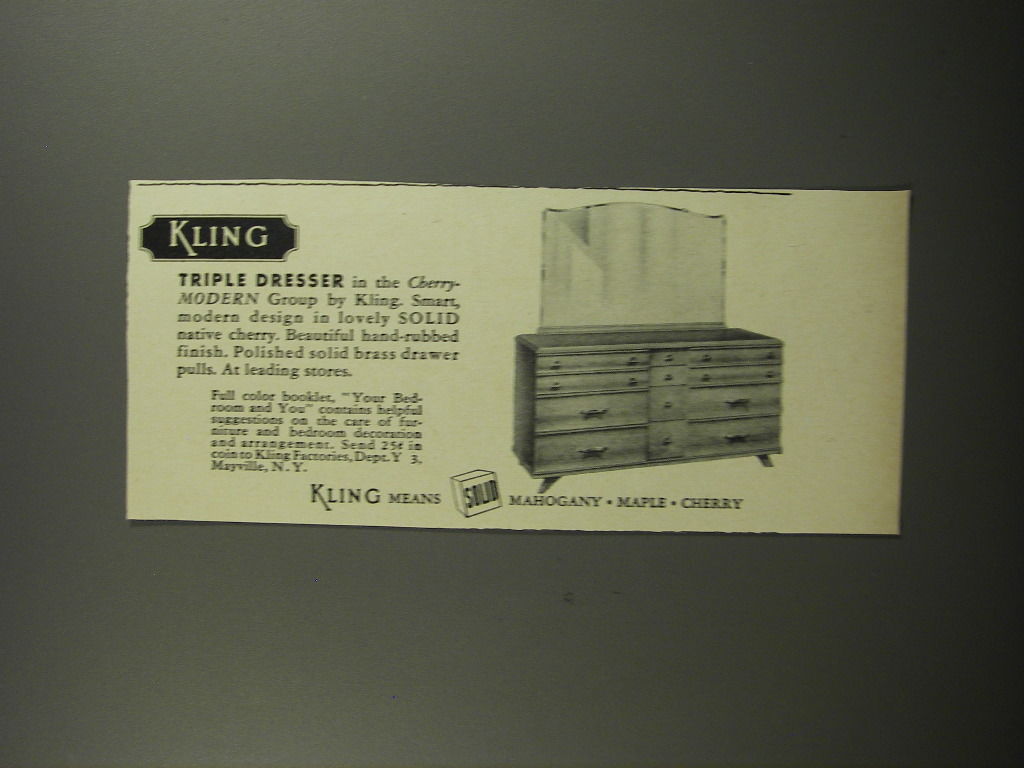 KLING
TRIPLE DRESSER in the Cherry-
MODERN Group by Kling. Smart,
modern design in lovely SOLID
native cherry. Beautiful hand-rubbed
finish. Polished solid brass drawer
pulls. At leading stores.
Full color booklet, "Your Bed-
room and You" contains helpful
suggestions on the care of fur-
niture and bedroom decoration
and arrangement. Send 25¢ in
coin to Kling Factories, Dept. Y 3,
Mayville, N. Y.
KLING MEANS SOLID MAHOGANY • MAPLE • CHERRY